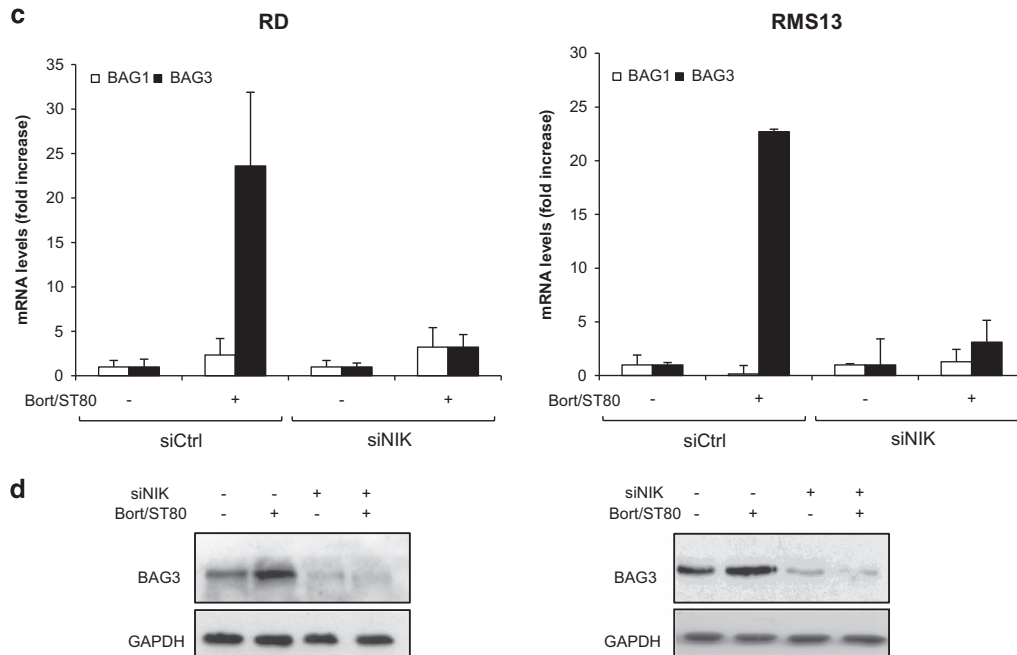 c
RD
mRNA levels (fold increase)
35
30
25
20
15
10
5
0
BAG1 BAG3
Bort/ST80 - + - +
siCtrl siNIK
RMS13
mRNA levels (fold increase)
30
25
20
15
10
5
0
BAG1 BAG3
Bort/ST80 - + - +
siCtrl siNIK
d
siNIK - - + +
Bort/ST80 - + - +
BAG3
GAPDH
siNIK - - + +
Bort/ST80 - + - +
BAG3
GAPDH